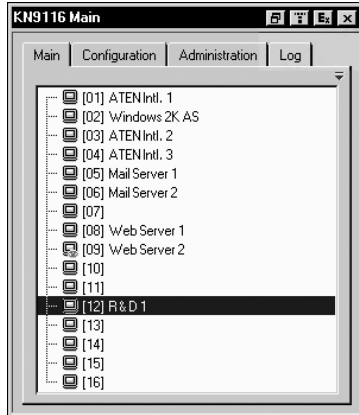 KN9116 Main
Main Configuration Administration Log
[01] ATEN Intl. 1
[02] Windows 2K AS
[03] ATEN Intl. 2
[04] ATEN Intl. 3
[05] Mail Server 1
[06] Mail Server 2
[07]
[08] Web Server 1
[09] Web Server 2
[10]
[11]
[12] R&D 1
[13]
[14]
[15]
[16]